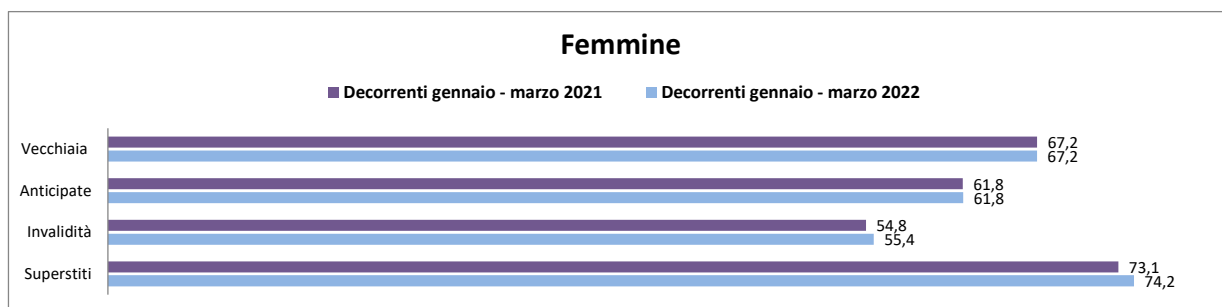 Femmine
Decorrenti gennaio - marzo 2021 Decorrenti gennaio - marzo 2022
Vecchiaia 67,2
67,2
Anticipate 61,8
61,8
Invalidità 54,8
55,4
Superstiti 73,1
74,2